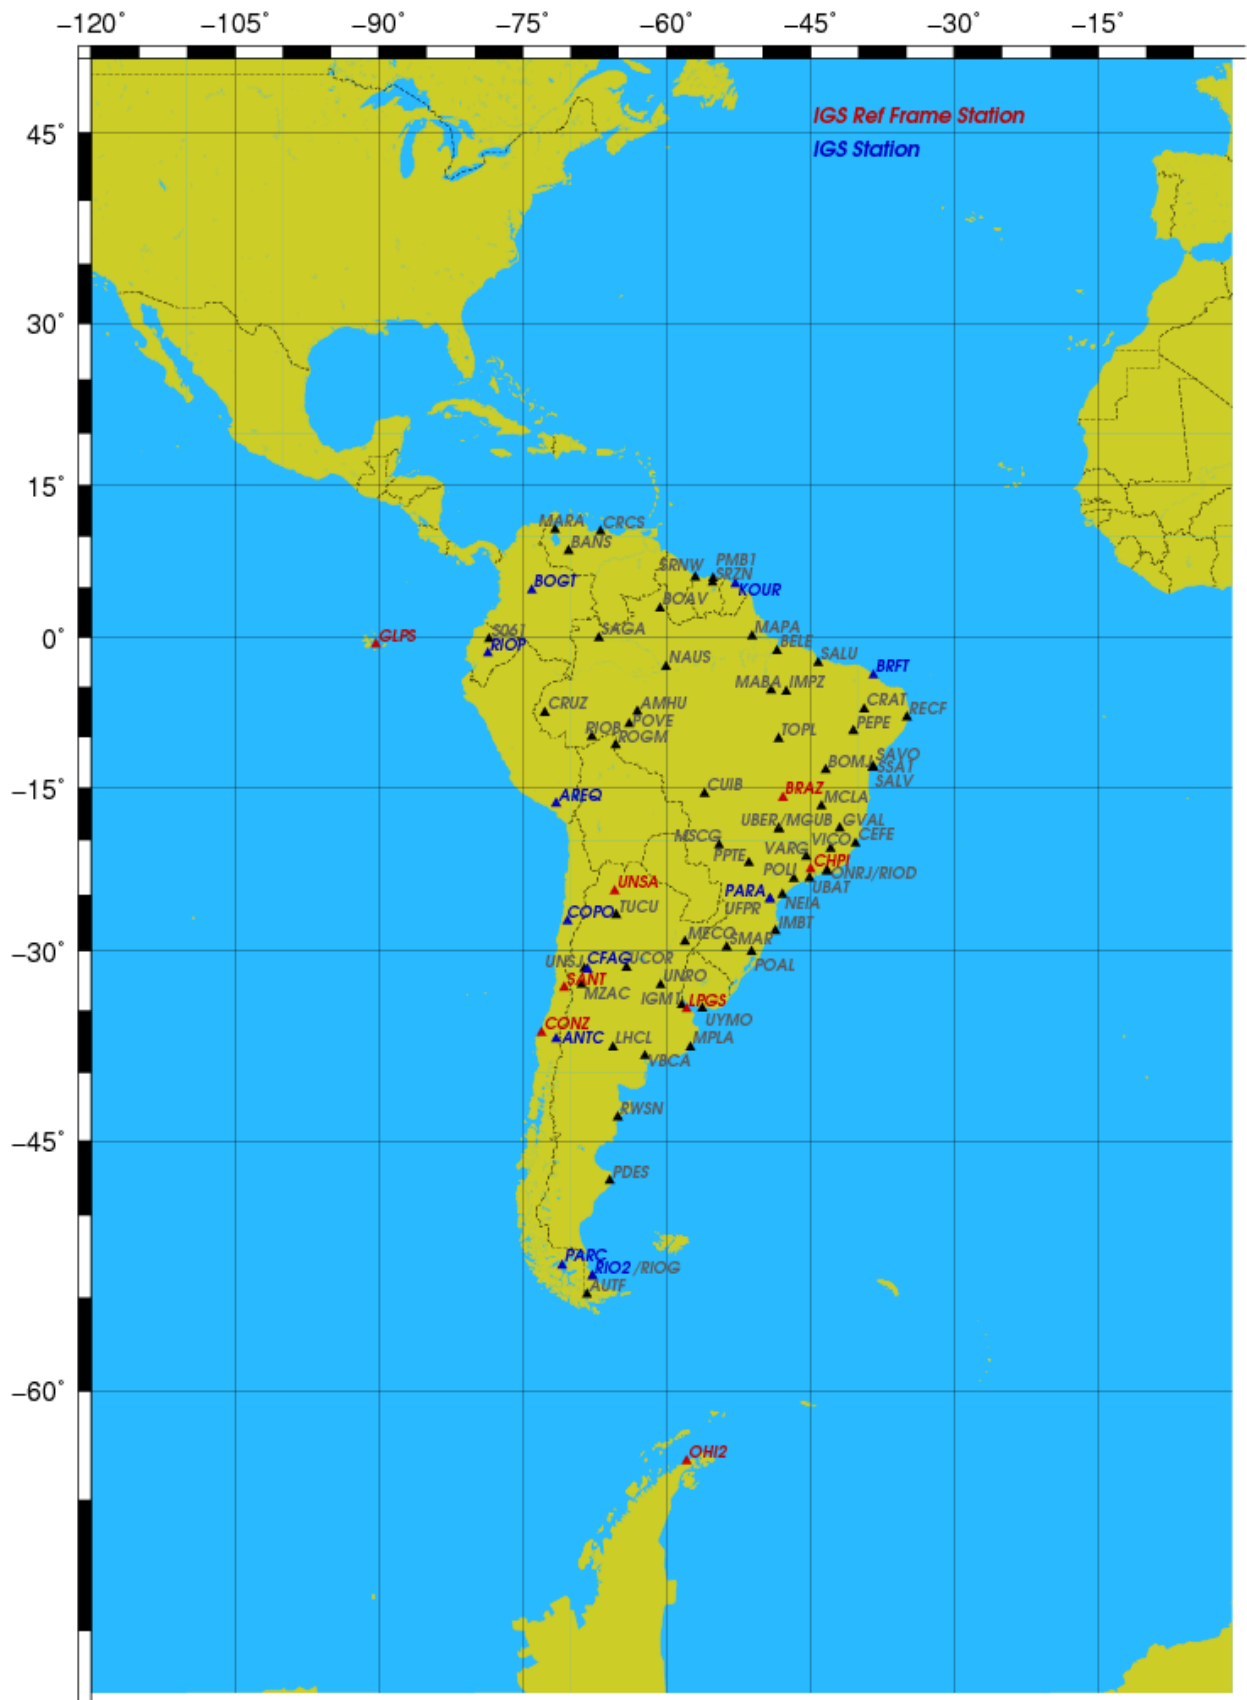 −120° −105° −90° −75° −60° −45° −30° −15°
IGS Ref Frame Station
45°
IGS Station
30°
15°
MARA CRCS
BANS
PMB1
SRNW SRZN
BOGT KOUR
BOAV
MAPA
SAGA
S061
GLPS
0°
RIOP BELE
NAUS SALU
BRFT
MABA IMPZ
CRUZ AMHU CRAT
RECF
POVE PEPE
RIOB TOPL
ROGM
SAVO
BOMJ SSA1
SALV
−15°
CUIB BRAZ
AREQ MCLA
UBER/MGUB GVAL
MSCG VICO CEFE
VARG
PPTE CHPI
POLI ONRJ/RIOD
UNSA UBAT
PARA
NEIA
TUCU UFPR
COPO
IMBT
MECO SMAR
−30°
UNSJ CFAG UCOR POAL
SANT UNRO
MZAC IGM1 LPGS
UYMO
CONZ
ANTC LHCL MPLA
VBCA
RWSN
−45°
PDES
PARC
RIO2 /RIOG
AUTF
−60°
OHI2